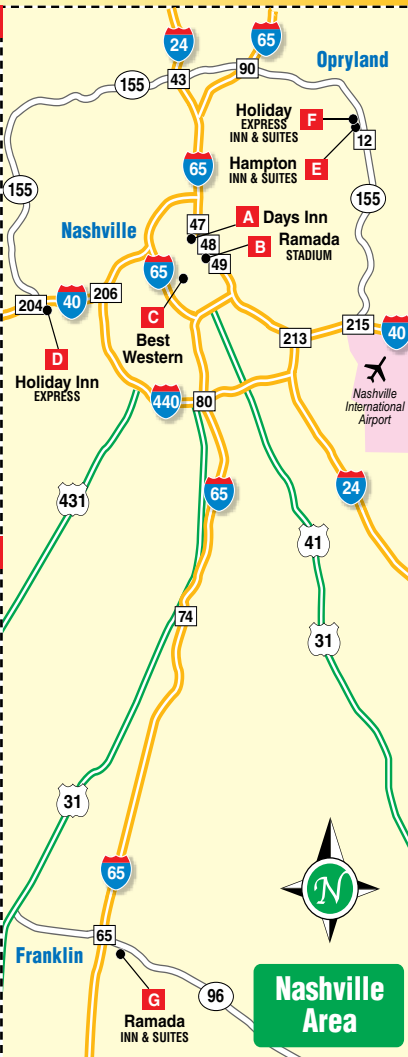 24
65
43
90
Opryland
155
Holiday
EXPRESS
INN & SUITES
F
12
Hampton
INN & SUITES
E
65
155
155
Nashville
47
A Days Inn
48
B Ramada
STADIUM
49
65
C
Best
Western
204
40
206
D
Holiday Inn
EXPRESS
213
215
40
Nashville
International
Airport
440
80
431
65
24
41
74
31
31
65
N
Franklin
65
G
Ramada
INN & SUITES
96
Nashville
Area